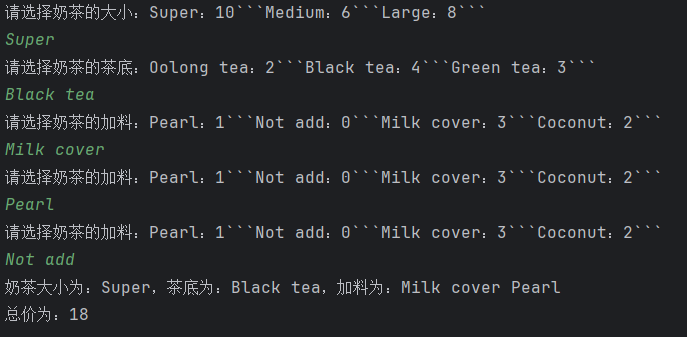 请选择奶茶的大小：Super：10```Medium：6```Large：8```
Super
请选择奶茶的茶底：Oolong tea：2```Black tea：4```Green tea：3```
Black tea
请选择奶茶的加料：Pearl：1```Not add：0```Milk cover：3```Coconut：2```
Milk cover
请选择奶茶的加料：Pearl：1```Not add：0```Milk cover：3```Coconut：2```
Pearl
请选择奶茶的加料：Pearl：1```Not add：0```Milk cover：3```Coconut：2```
Not add
奶茶大小为：Super，茶底为：Black tea，加料为：Milk cover Pearl
总价为：18